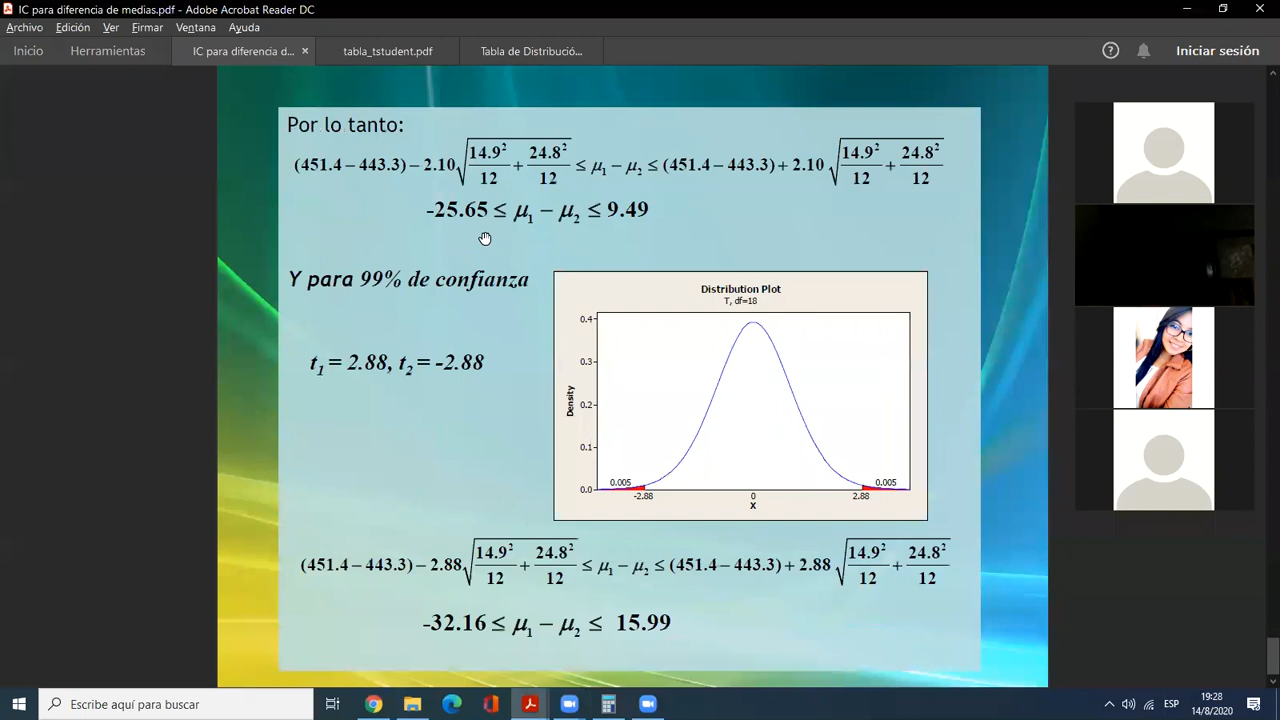 IC para diferencia de medias.pdf - Adobe Acrobat Reader DC
Archivo Edición Ver Firmar Ventana Ayuda
Inicio Herramientas IC para diferencia d... × tabla_tstudent.pdf Tabla de Distribució... Iniciar sesión
Por lo tanto:
(451.4 − 443.3) − 2.10√(14.9²/12 + 24.8²/12) ≤ μ₁ − μ₂ ≤ (451.4 − 443.3) + 2.10 √(14.9²/12 + 24.8²/12)
-25.65 ≤ μ₁ − μ₂ ≤ 9.49
Y para 99% de confianza
t₁ = 2.88, t₂ = -2.88
Distribution Plot
T, df=18
0.4
0.3
0.2
0.1
0.0
Density
0.005 0.005
-2.88 0 2.88
X
(451.4 − 443.3) − 2.88√(14.9²/12 + 24.8²/12) ≤ μ₁ − μ₂ ≤ (451.4 − 443.3) + 2.88 √(14.9²/12 + 24.8²/12)
-32.16 ≤ μ₁ − μ₂ ≤ 15.99
Escribe aquí para buscar
ESP
19:28
14/8/2020